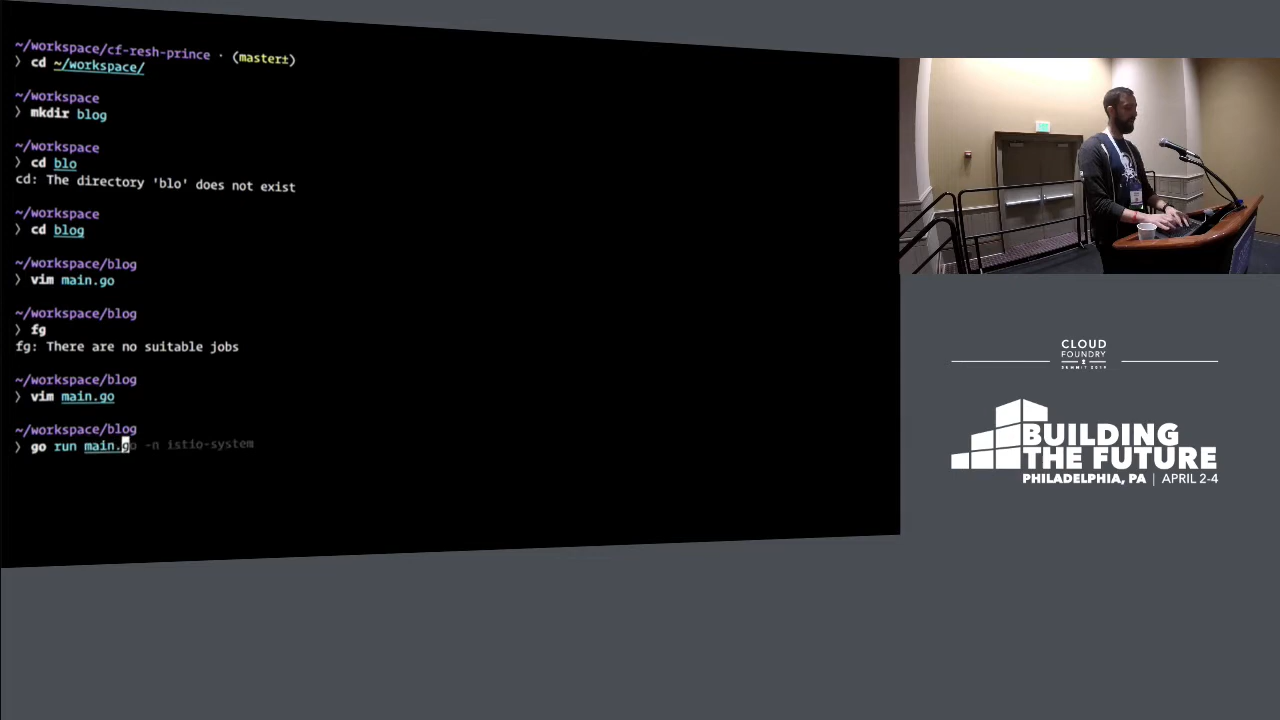 ~/workspace/cf-resh-prince · (master±)
❯ cd ~/workspace/
~/workspace
❯ mkdir blog
~/workspace
❯ cd blo
cd: The directory 'blo' does not exist
~/workspace
❯ cd blog
~/workspace/blog
❯ vim main.go
~/workspace/blog
❯ fg
fg: There are no suitable jobs
~/workspace/blog
❯ vim main.go
~/workspace/blog
❯ go run main.go -n istio-system
CLOUD
FOUNDRY
SUMMIT 2019
BUILDING
THE FUTURE
PHILADELPHIA, PA | APRIL 2-4